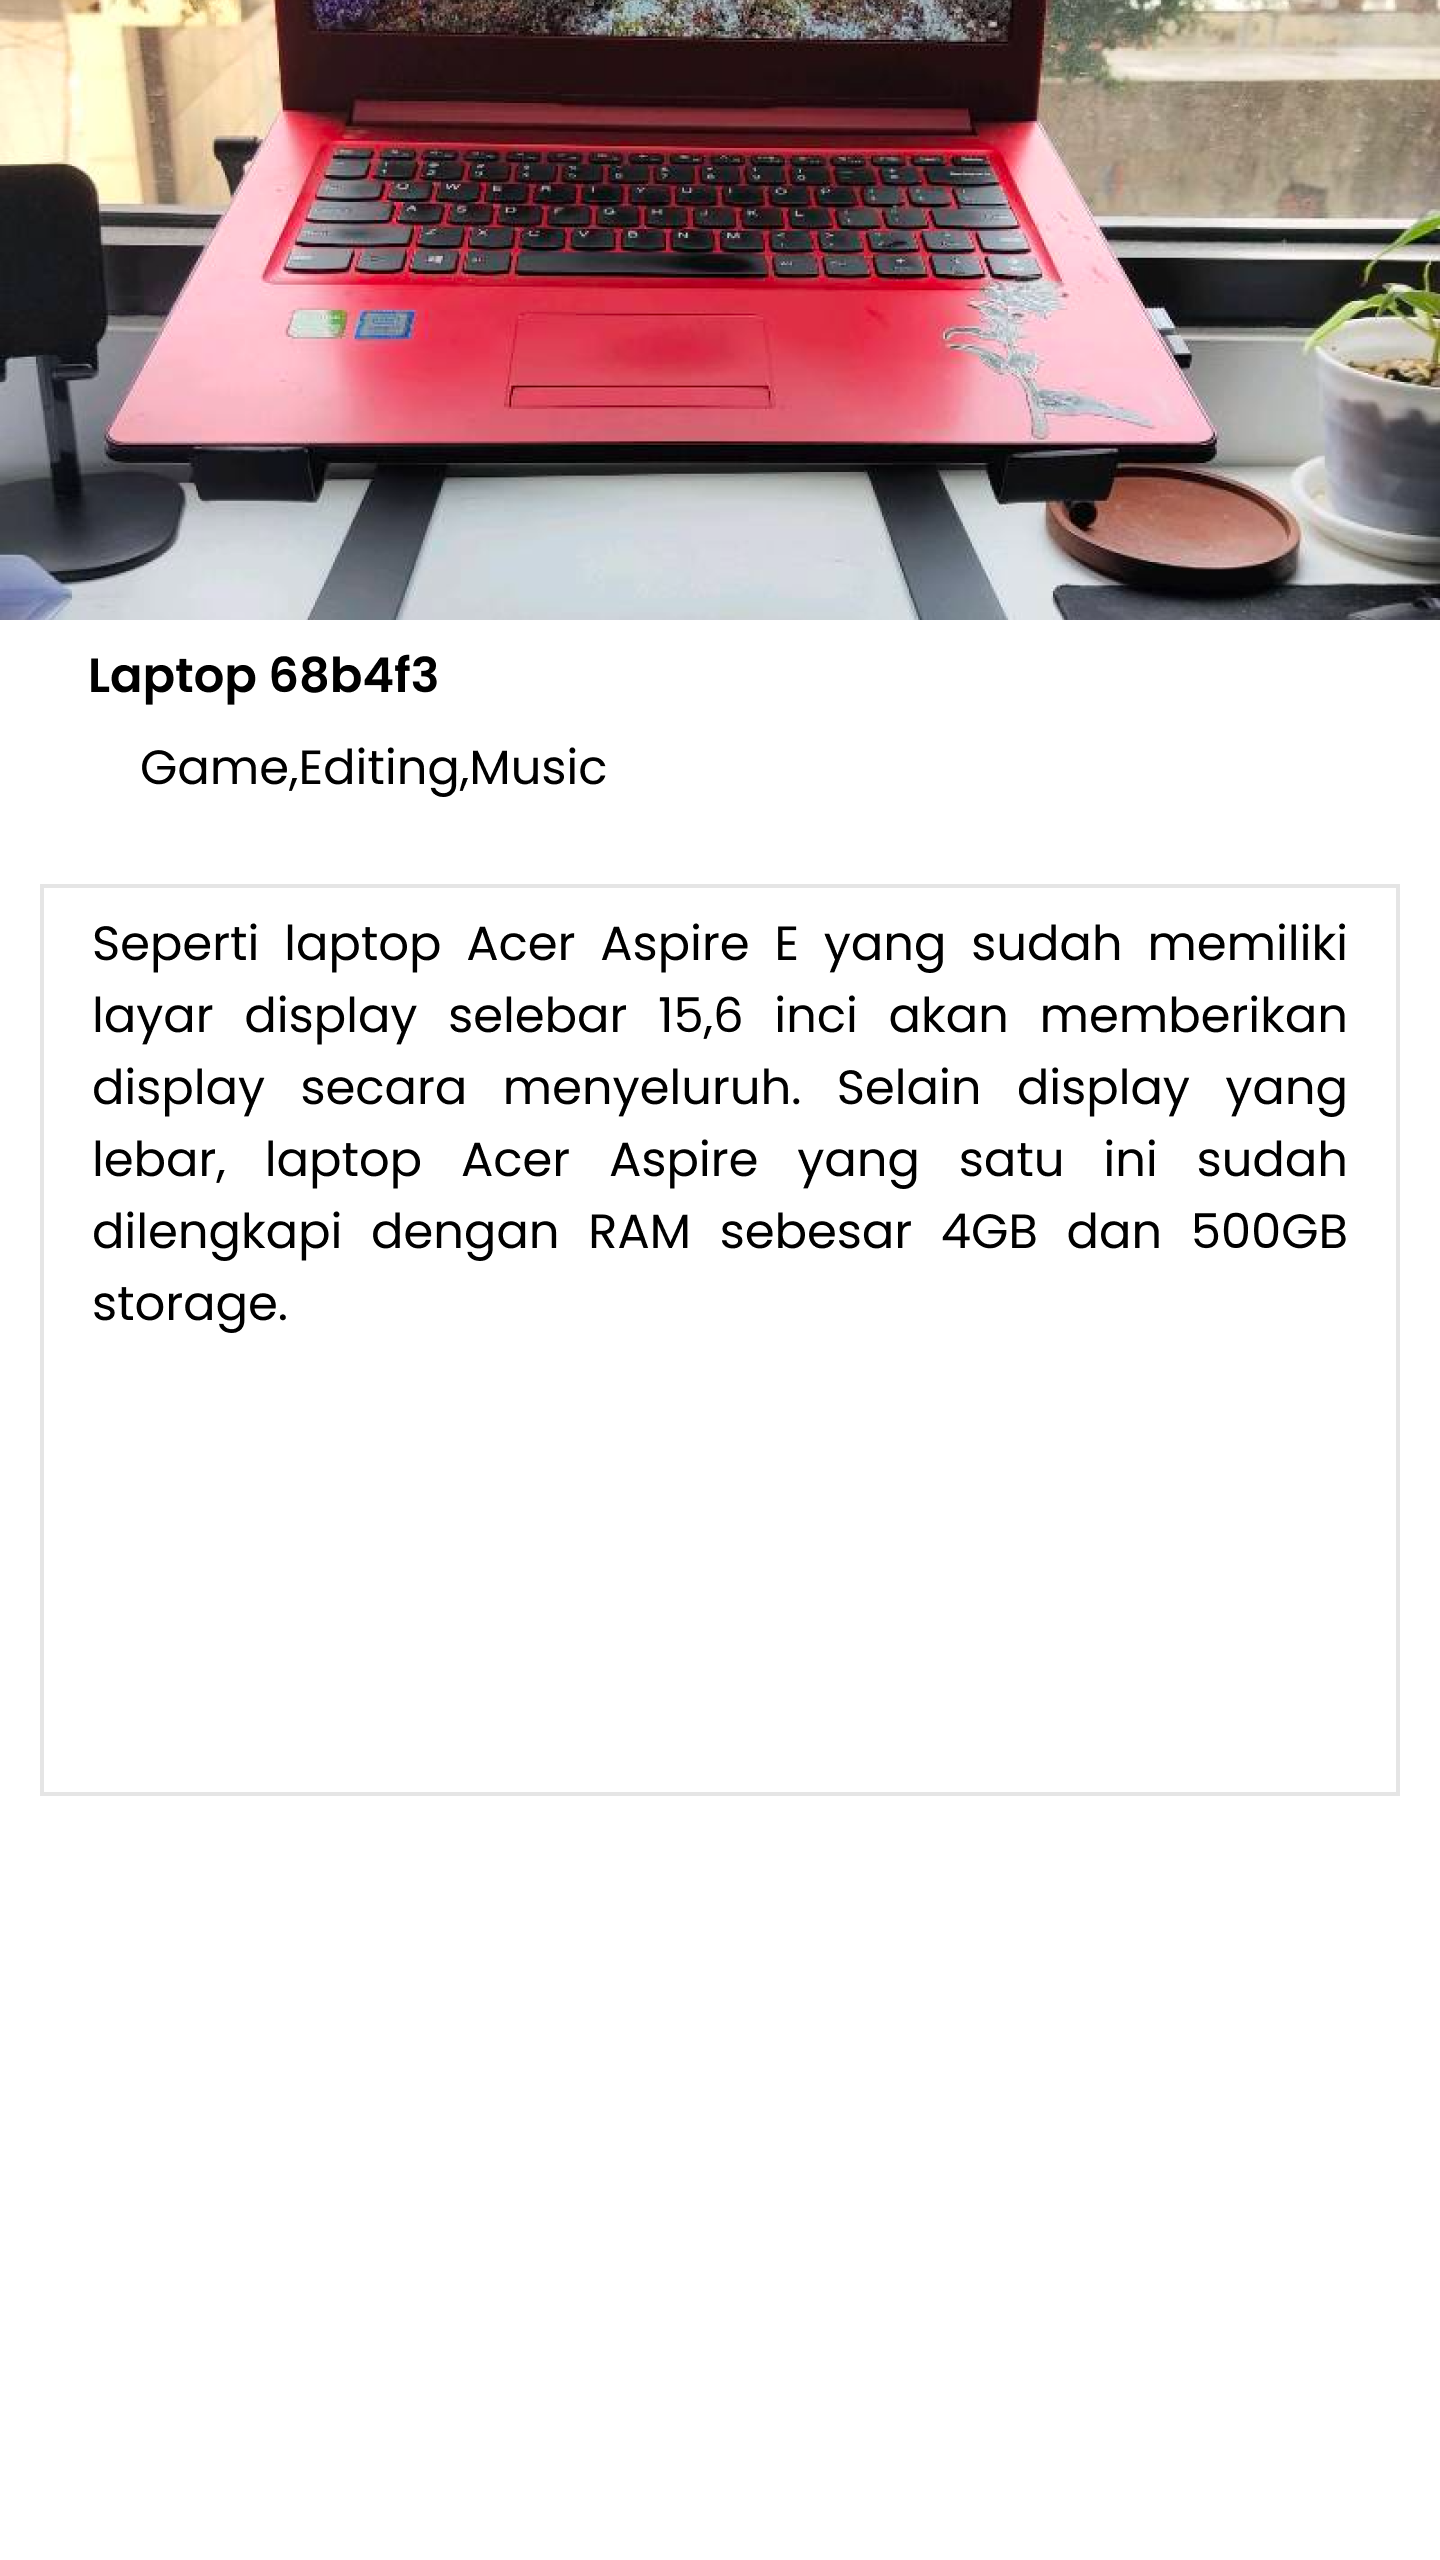 Laptop 68b4f3
Game,Editing,Music
Seperti laptop Acer Aspire E yang sudah memiliki
layar display selebar 15,6 inci akan memberikan
display secara menyeluruh. Selain display yang
lebar, laptop Acer Aspire yang satu ini sudah
dilengkapi dengan RAM sebesar 4GB dan 500GB
storage.